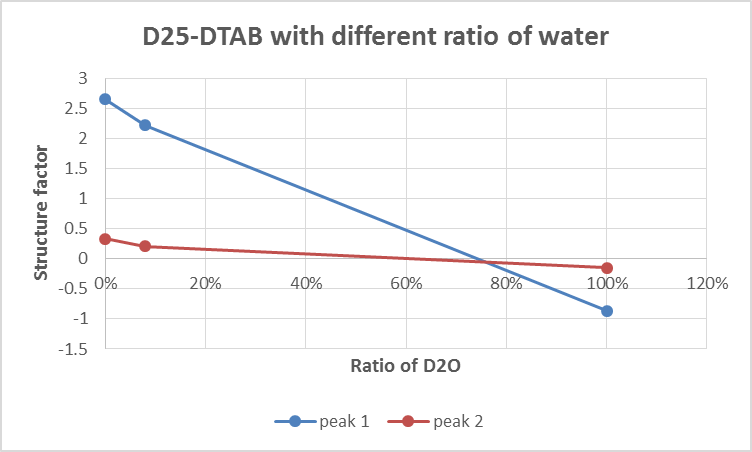 D25-DTAB with different ratio of water
3
2.5
2
1.5
1
0.5
0
-0.5
-1
-1.5
Structure factor
0% 20% 40% 60% 80% 100% 120%
Ratio of D2O
peak 1 peak 2